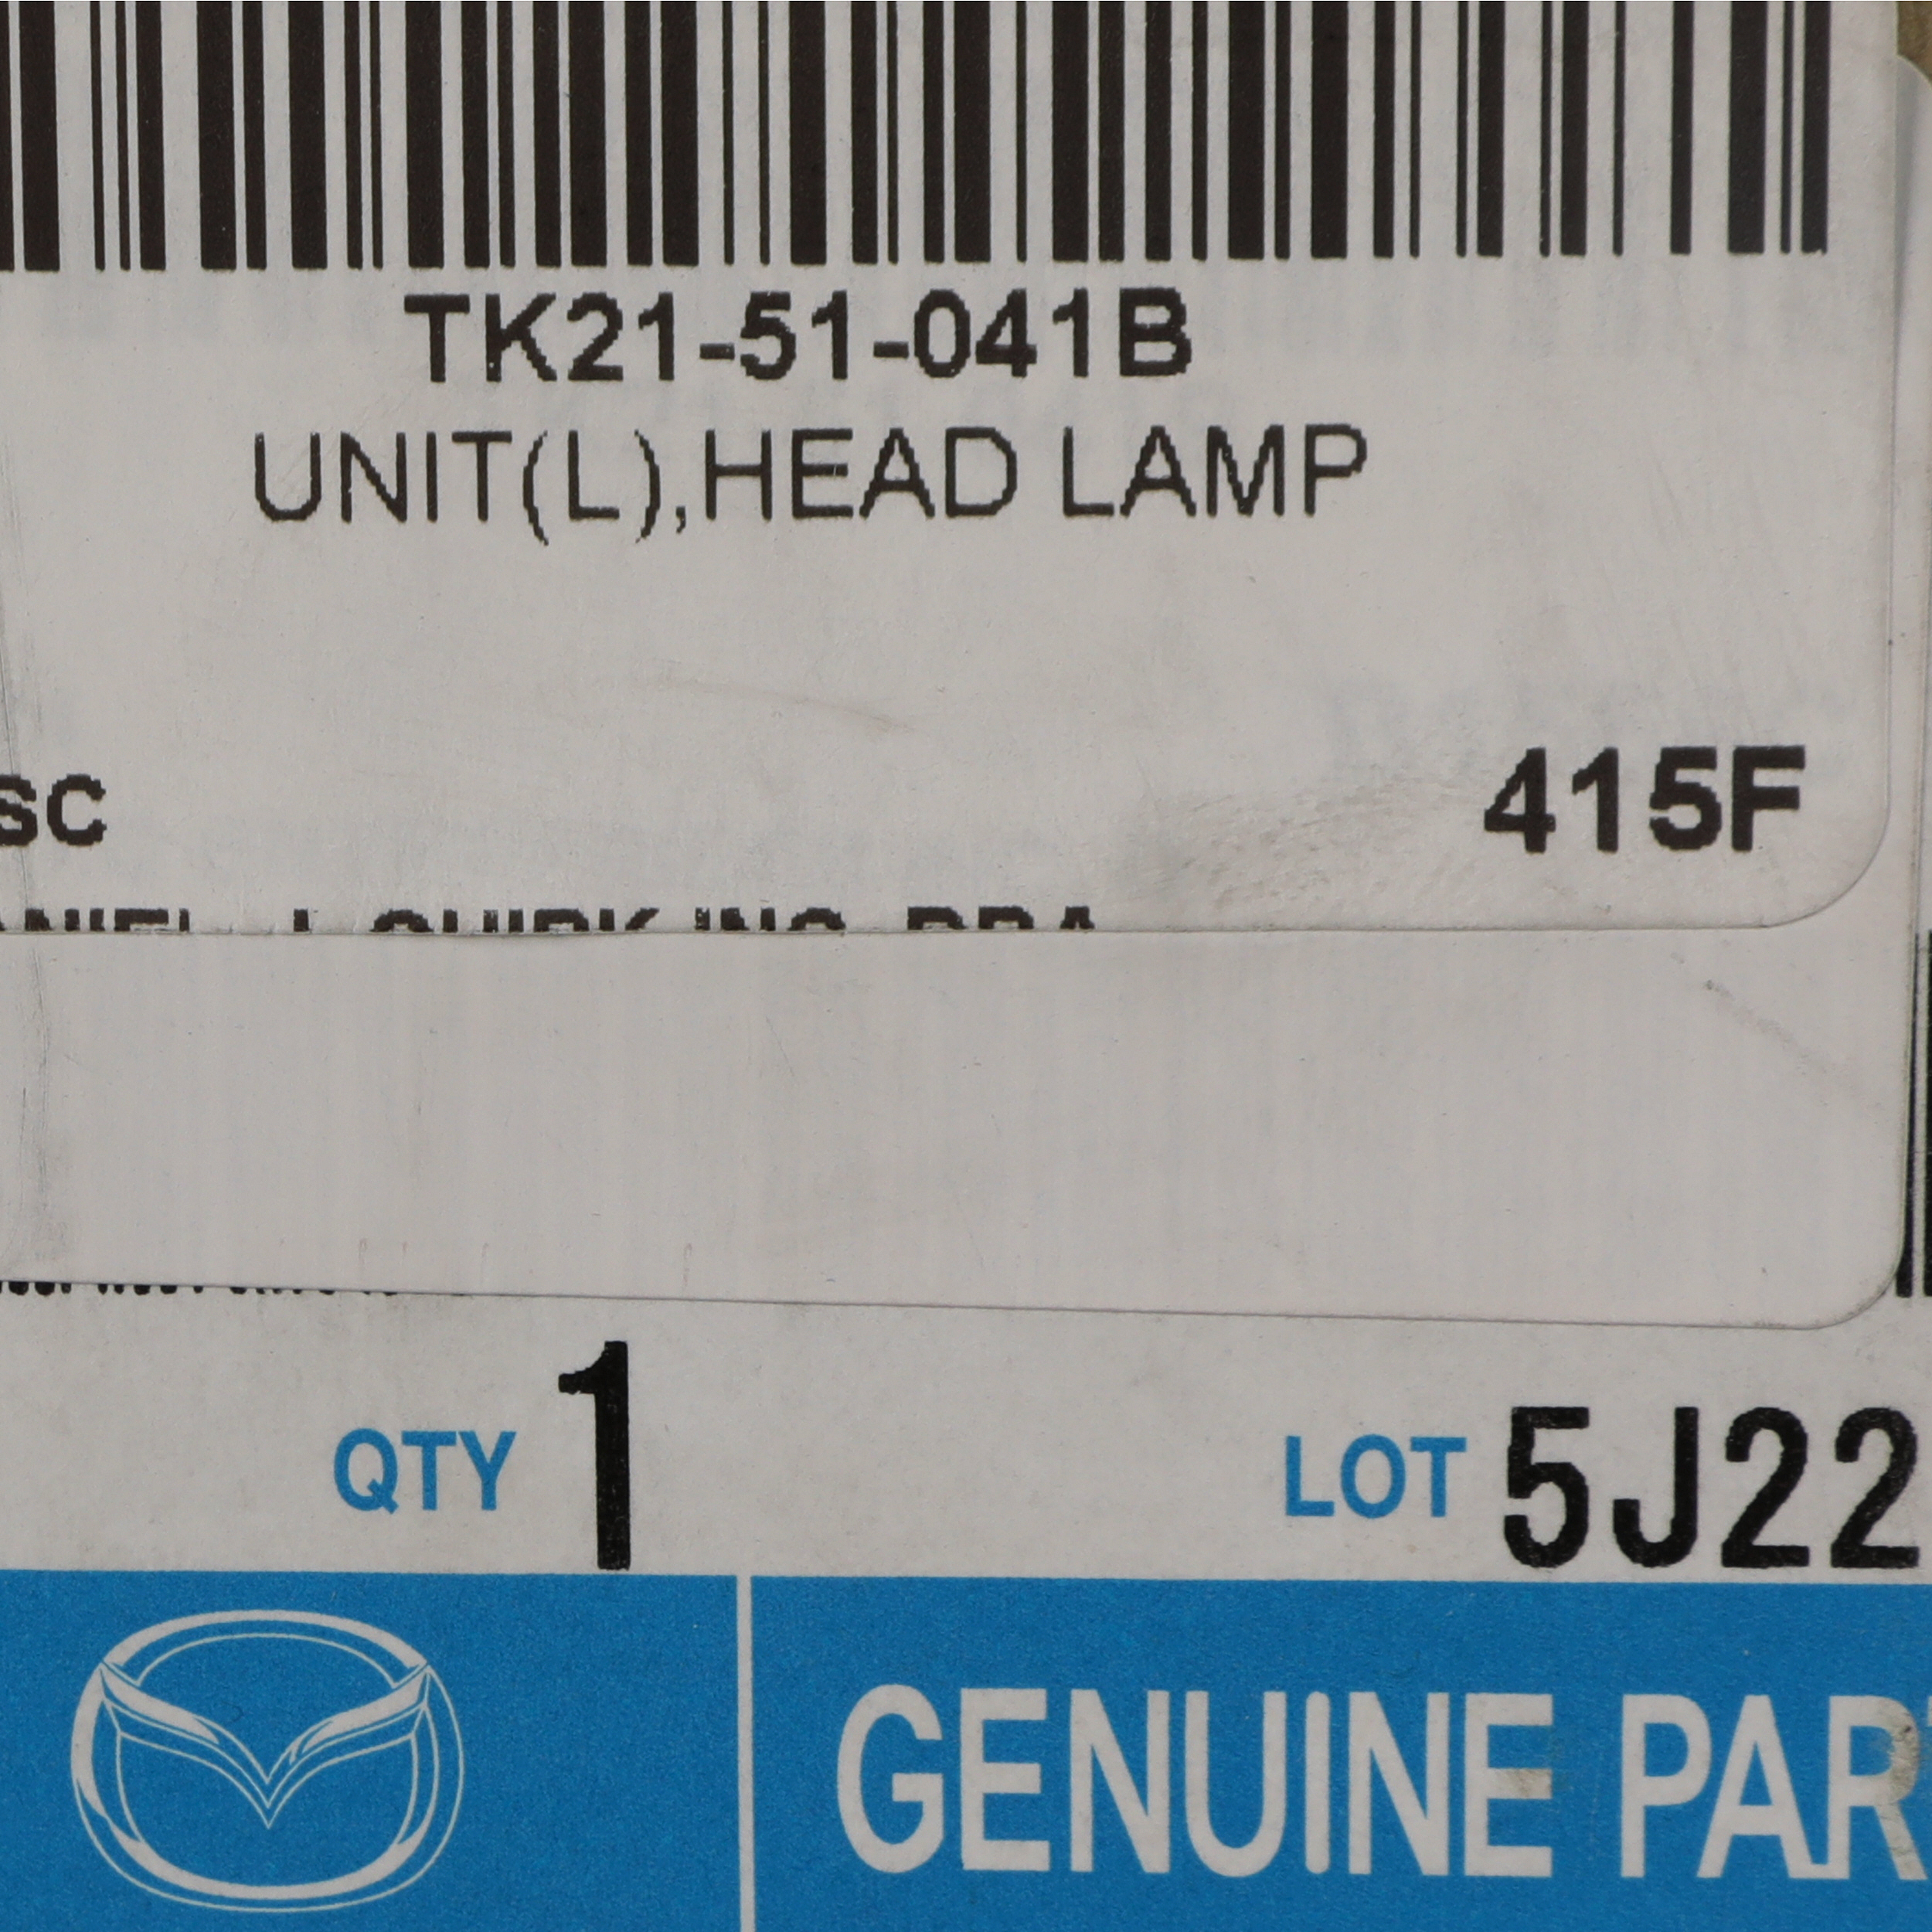 TK21-51-041B
UNIT(L),HEAD LAMP
SC 415F
QTY 1 LOT 5J22
GENUINE PAR